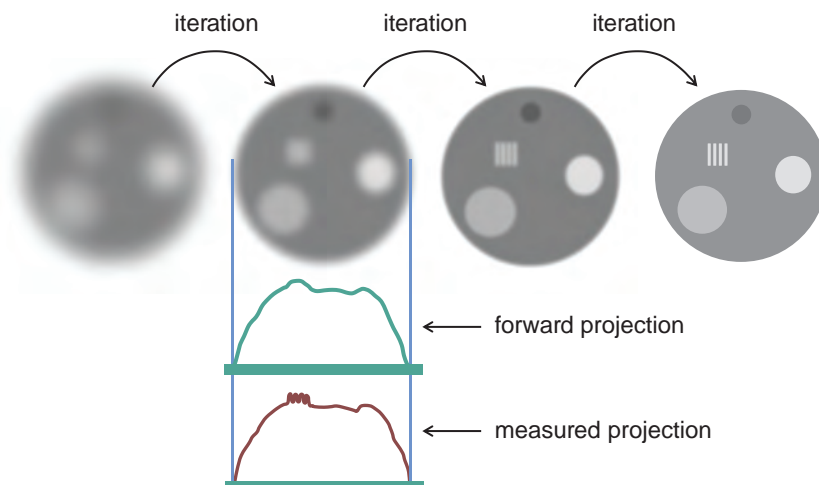 iteration
iteration
iteration
forward projection
measured projection